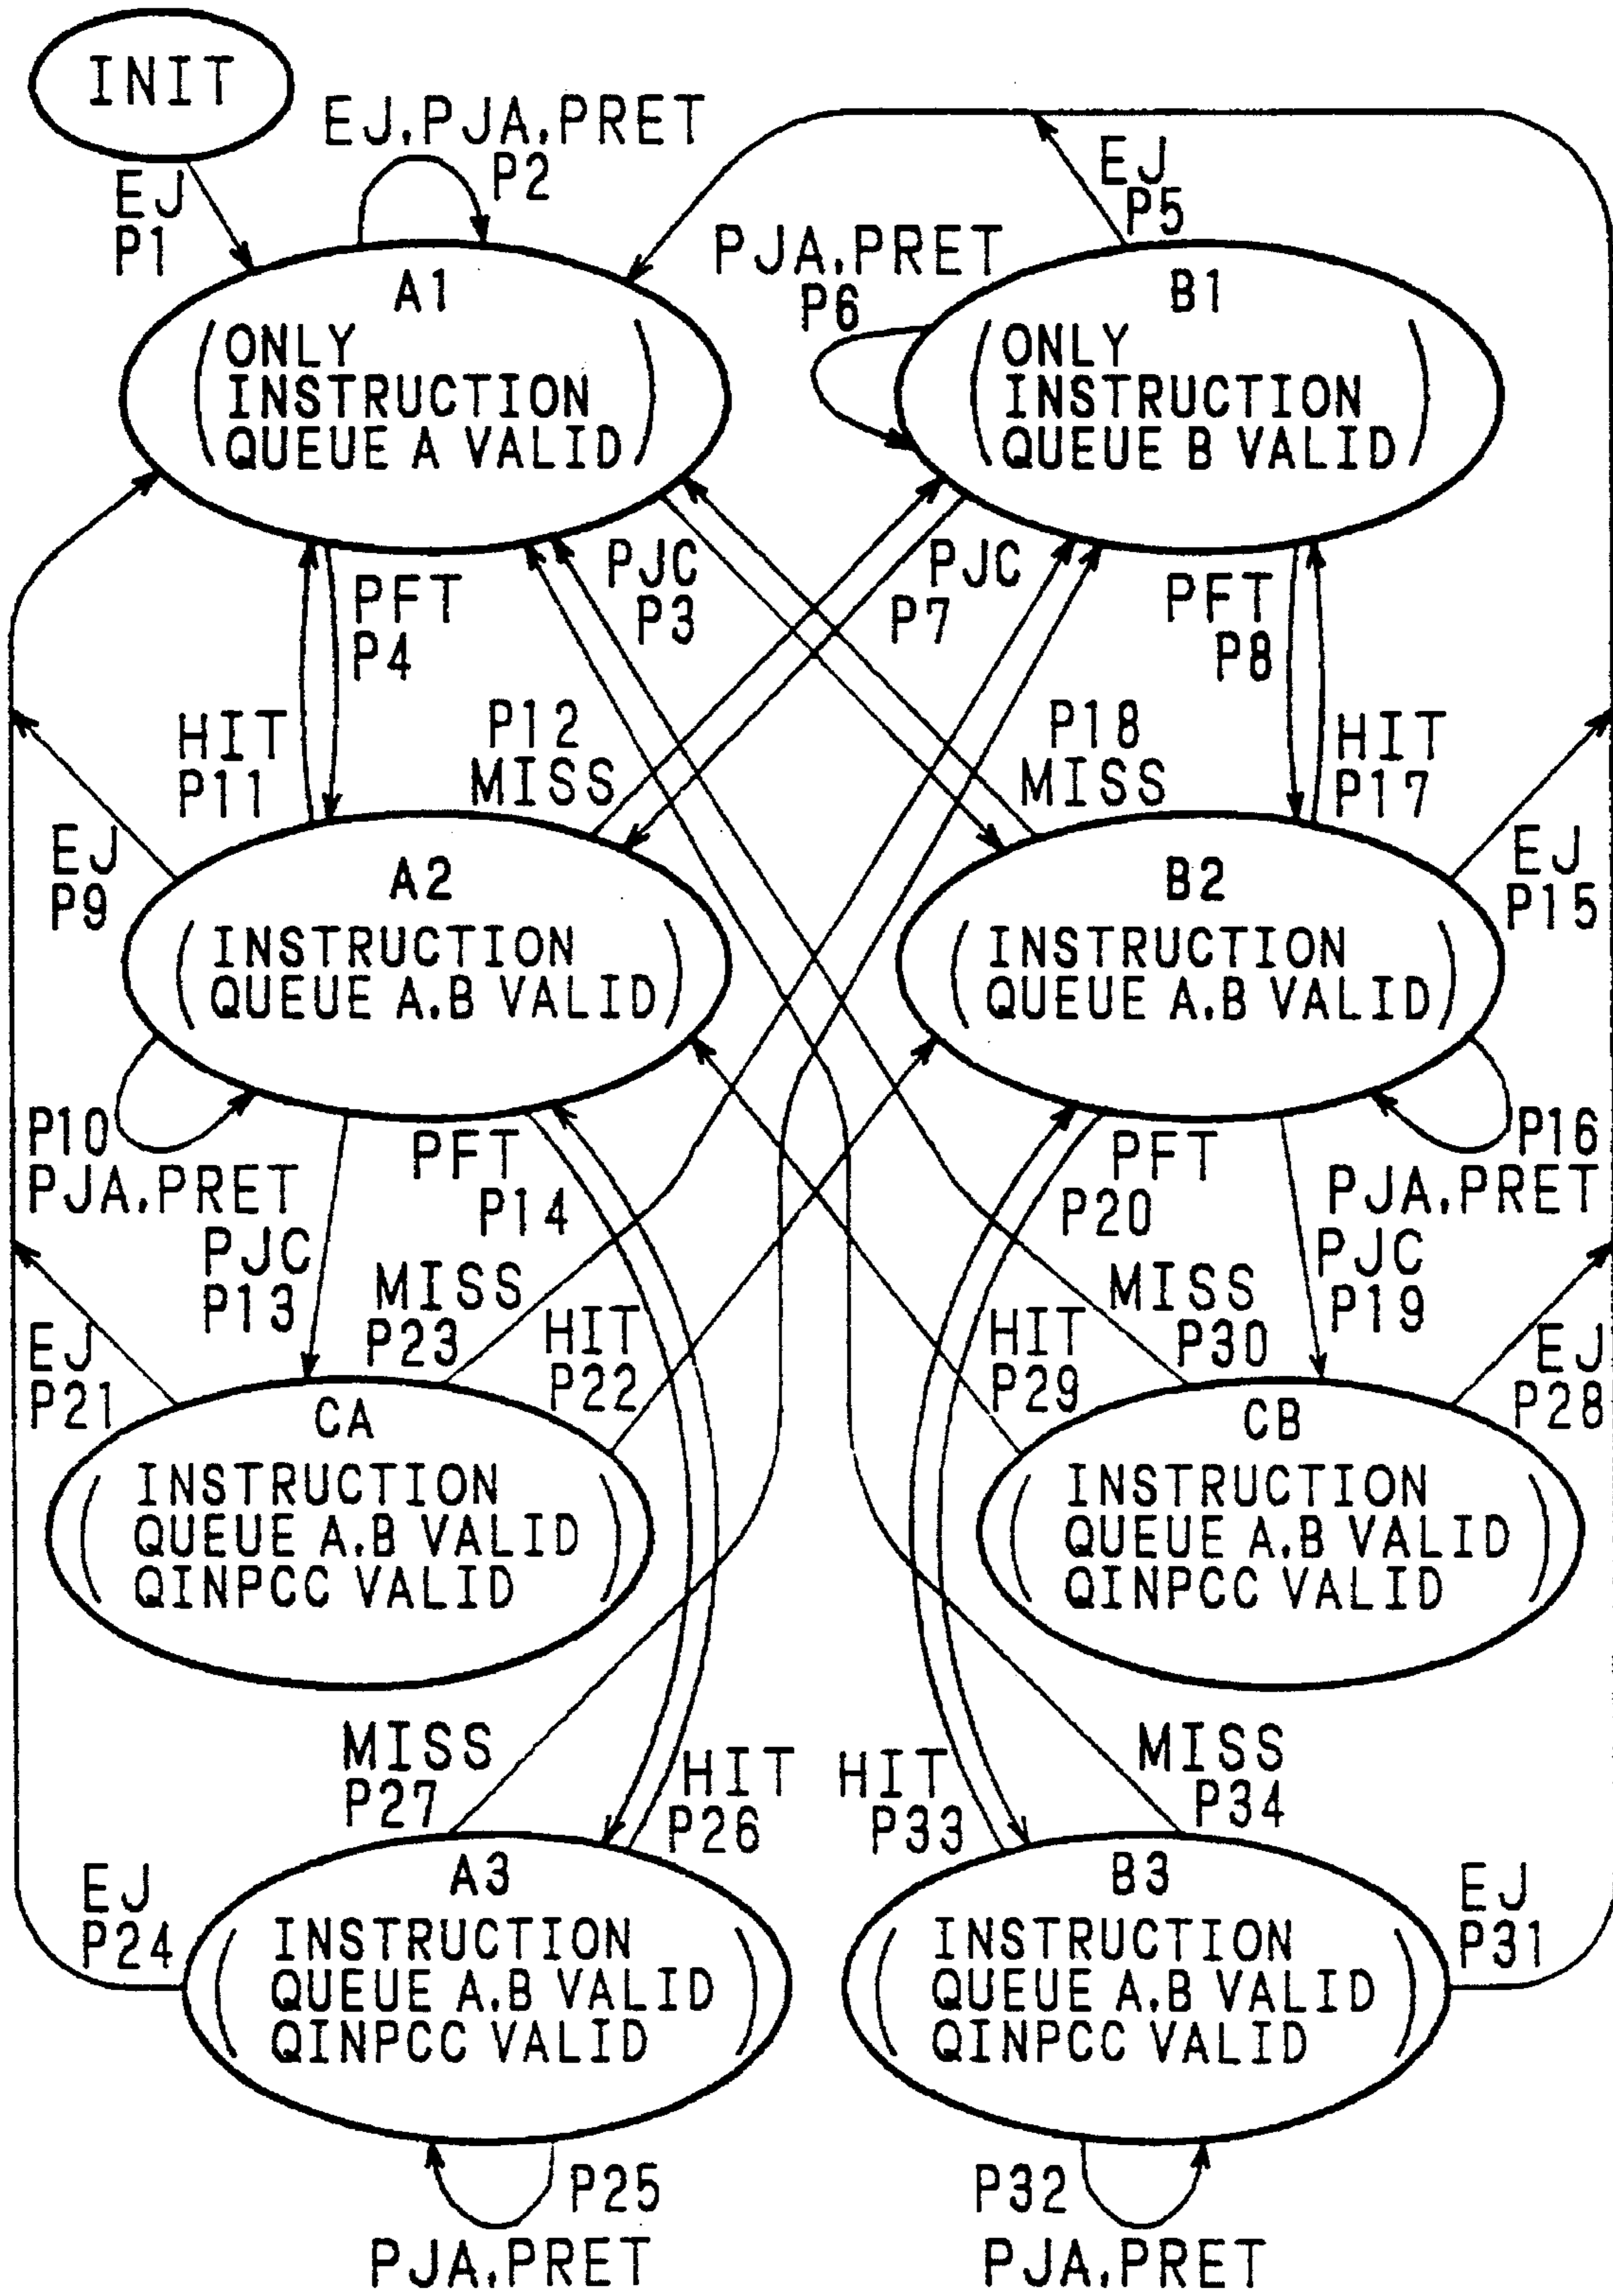 INIT
EJ.PJA.PRET
P2
EJ
P1
EJ
P5
PJA.PRET
P6
A1
ONLY
INSTRUCTION
QUEUE A VALID
B1
ONLY
INSTRUCTION
QUEUE B VALID
PFT
P4
PJC
P3
PJC
P7
PFT
P8
HIT
P11
P12
MISS
P18
MISS
HIT
P17
EJ
P9
A2
INSTRUCTION
QUEUE A.B VALID
B2
INSTRUCTION
QUEUE A.B VALID
EJ
P15
P10
PJA.PRET
PFT
P14
PFT
P20
P16
PJA.PRET
PJC
P13
MISS
P23
HIT
P22
HIT
P29
MISS
P30
PJC
P19
EJ
P21
EJ
P28
CA
INSTRUCTION
QUEUE A.B VALID
QINPCC VALID
CB
INSTRUCTION
QUEUE A.B VALID
QINPCC VALID
MISS
P27
HIT
P26
HIT
P33
MISS
P34
EJ
P24
A3
INSTRUCTION
QUEUE A.B VALID
QINPCC VALID
B3
INSTRUCTION
QUEUE A.B VALID
QINPCC VALID
EJ
P31
P25
PJA.PRET
P32
PJA.PRET